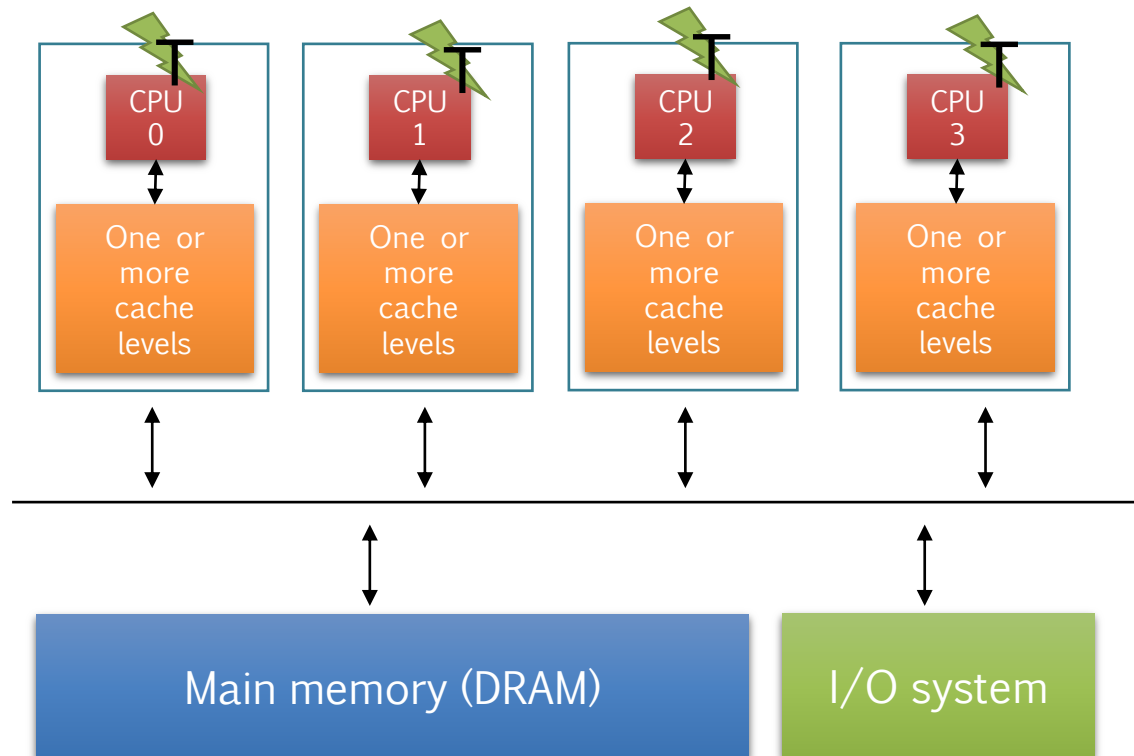 T
T
T
T
CPU
0
CPU
1
CPU
2
CPU
3
One or
more
cache
levels
One or
more
cache
levels
One or
more
cache
levels
One or
more
cache
levels
Main memory (DRAM)
I/O system